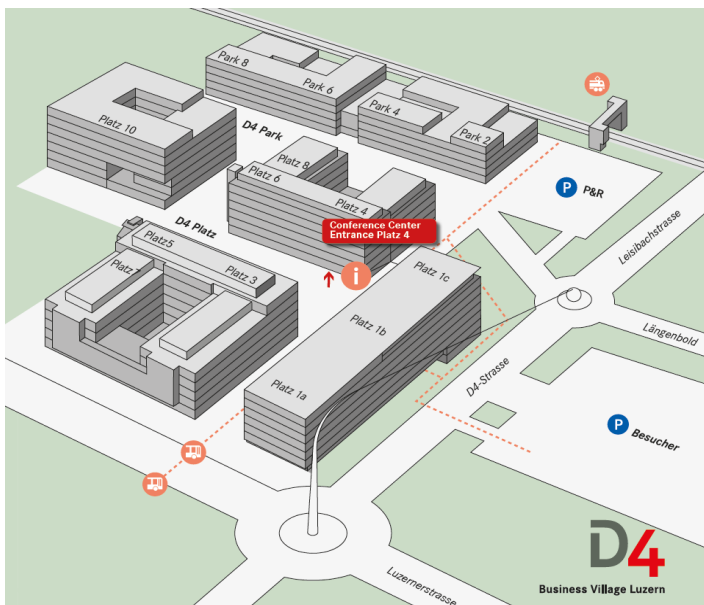 Park 8
Park 6
Park 4
Park 2
Platz 10
D4 Park
Platz 8
Platz 6
Platz 4
P
P&R
Leisibachstrasse
D4 Platz
Conference Center
Entrance Platz 4
i
Platz5
Platz 3
Platz 7
Platz 1c
Platz 1b
Platz 1a
Längenbold
D4-Strasse
P
Besucher
Luzernerstrasse
D4
Business Village Luzern